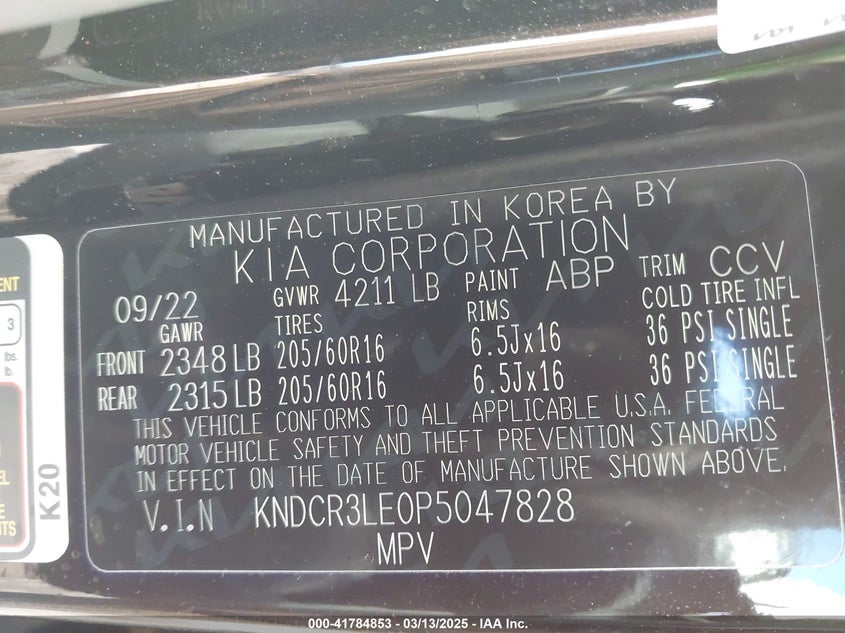 MANUFACTURED IN KOREA BY
KIA CORPORATION
09/22 GVWR 4211 LB PAINT ABP TRIM CCV
GAWR TIRES RIMS COLD TIRE INFL
FRONT 2348 LB 205/60R16 6.5Jx16 36 PSI SINGLE
REAR 2315 LB 205/60R16 6.5Jx16 36 PSI SINGLE
THIS VEHICLE CONFORMS TO ALL APPLICABLE U.S.A. FEDERAL
MOTOR VEHICLE SAFETY AND THEFT PREVENTION STANDARDS
IN EFFECT ON THE DATE OF MANUFACTURE SHOWN ABOVE.
V.I.N KNDCR3LE0P5047828
MPV
3
lbs.
lb.
K20
000-41784853 - 03/13/2025 - IAA Inc.